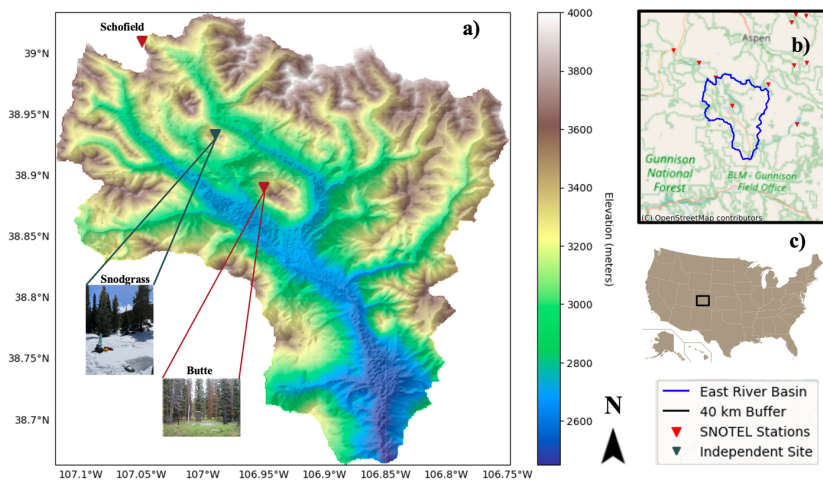 a)
Schofield
39°N
38.95°N
38.9°N
38.85°N
38.8°N
38.75°N
38.7°N
Snodgrass
Butte
107.1°W
107.05°W
107°W
106.95°W
106.9°W
106.85°W
106.8°W
106.75°W
4000
3800
3600
3400
3200
3000
2800
2600
Elevation (meters)
N
b)
Aspen
Gunnison
National
Forest
BLM - Gunnison
Field Office
(C) OpenStreetMap contributors
c)
East River Basin
40 km Buffer
SNOTEL Stations
Independent Site